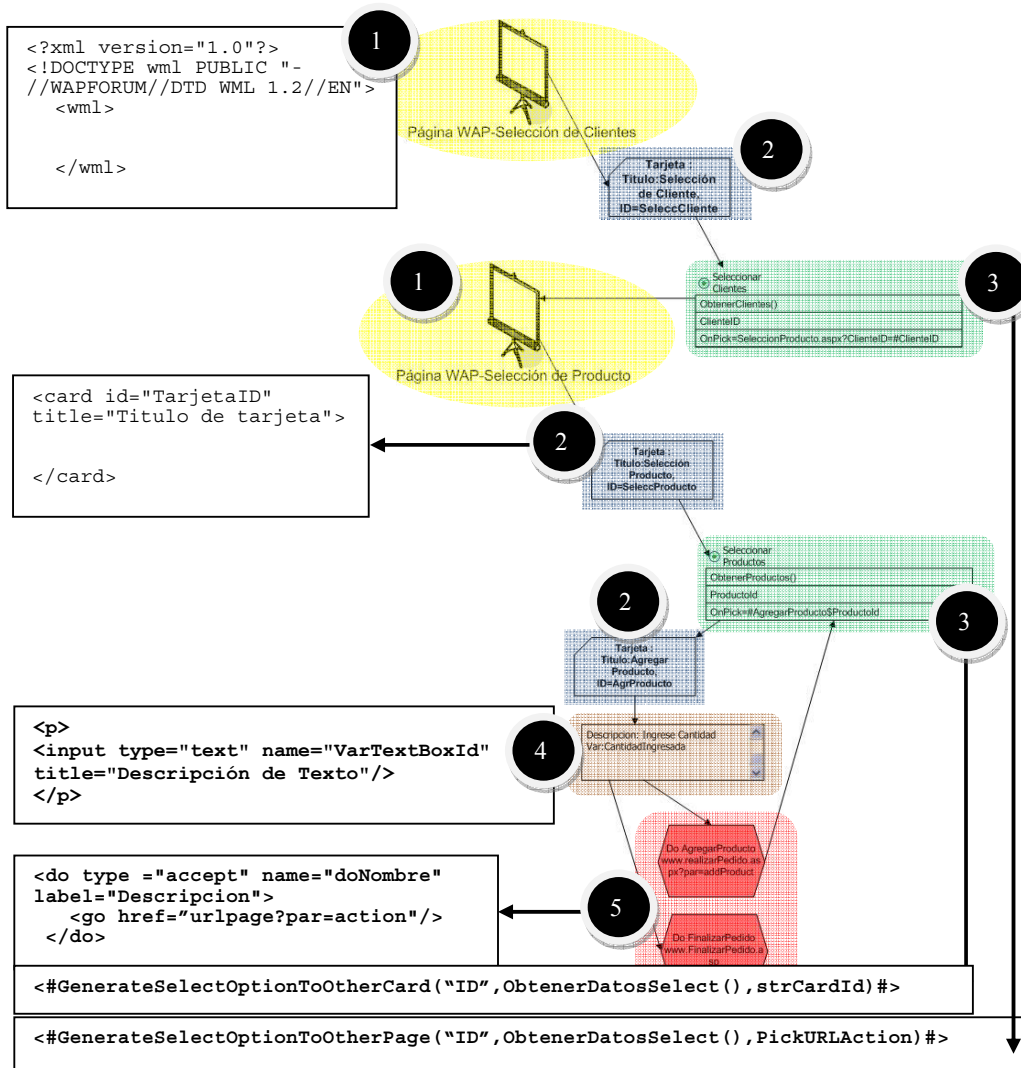 <?xml version="1.0"?>
<!DOCTYPE wml PUBLIC "-
//WAPFORUM//DTD WML 1.2//EN">
<wml>
</wml>
1
Página WAP-Selección de Clientes
2
Tarjeta :
Titulo:Selección
de Cliente,
ID=SeleccCliente
3
Seleccionar
Clientes
ObtenerClientes()
ClienteID
OnPick=SeleccionProducto.aspx?ClienteID=#ClienteID
1
Página WAP-Selección de Producto
<card id="TarjetaID"
title="Titulo de tarjeta">
</card>
2
Tarjeta :
Titulo:Selección
Producto,
ID=SeleccProducto
Seleccionar
Productos
ObtenerProductos()
ProductoId
OnPick=#AgregarProducto$ProductoId
3
2
Tarjeta :
Titulo:Agregar
Producto,
ID=AgrProducto
<p>
<input type="text" name="VarTextBoxId"
title="Descripción de Texto"/>
</p>
4
Descripcion: Ingrese Cantidad
Var:CantidadIngresada
Do AgregarProducto
www.realizarPedido.as
px?par=addProduct
<do type ="accept" name="doNombre"
label="Descripcion">
<go href=”urlpage?par=action"/>
</do>
5
Do FinalizarPedido
www.FinalizarPedido.a
sp
<#GenerateSelectOptionToOtherCard(“ID”,ObtenerDatosSelect(),strCardId)#>
<#GenerateSelectOptionToOtherPage(“ID”,ObtenerDatosSelect(),PickURLAction)#>